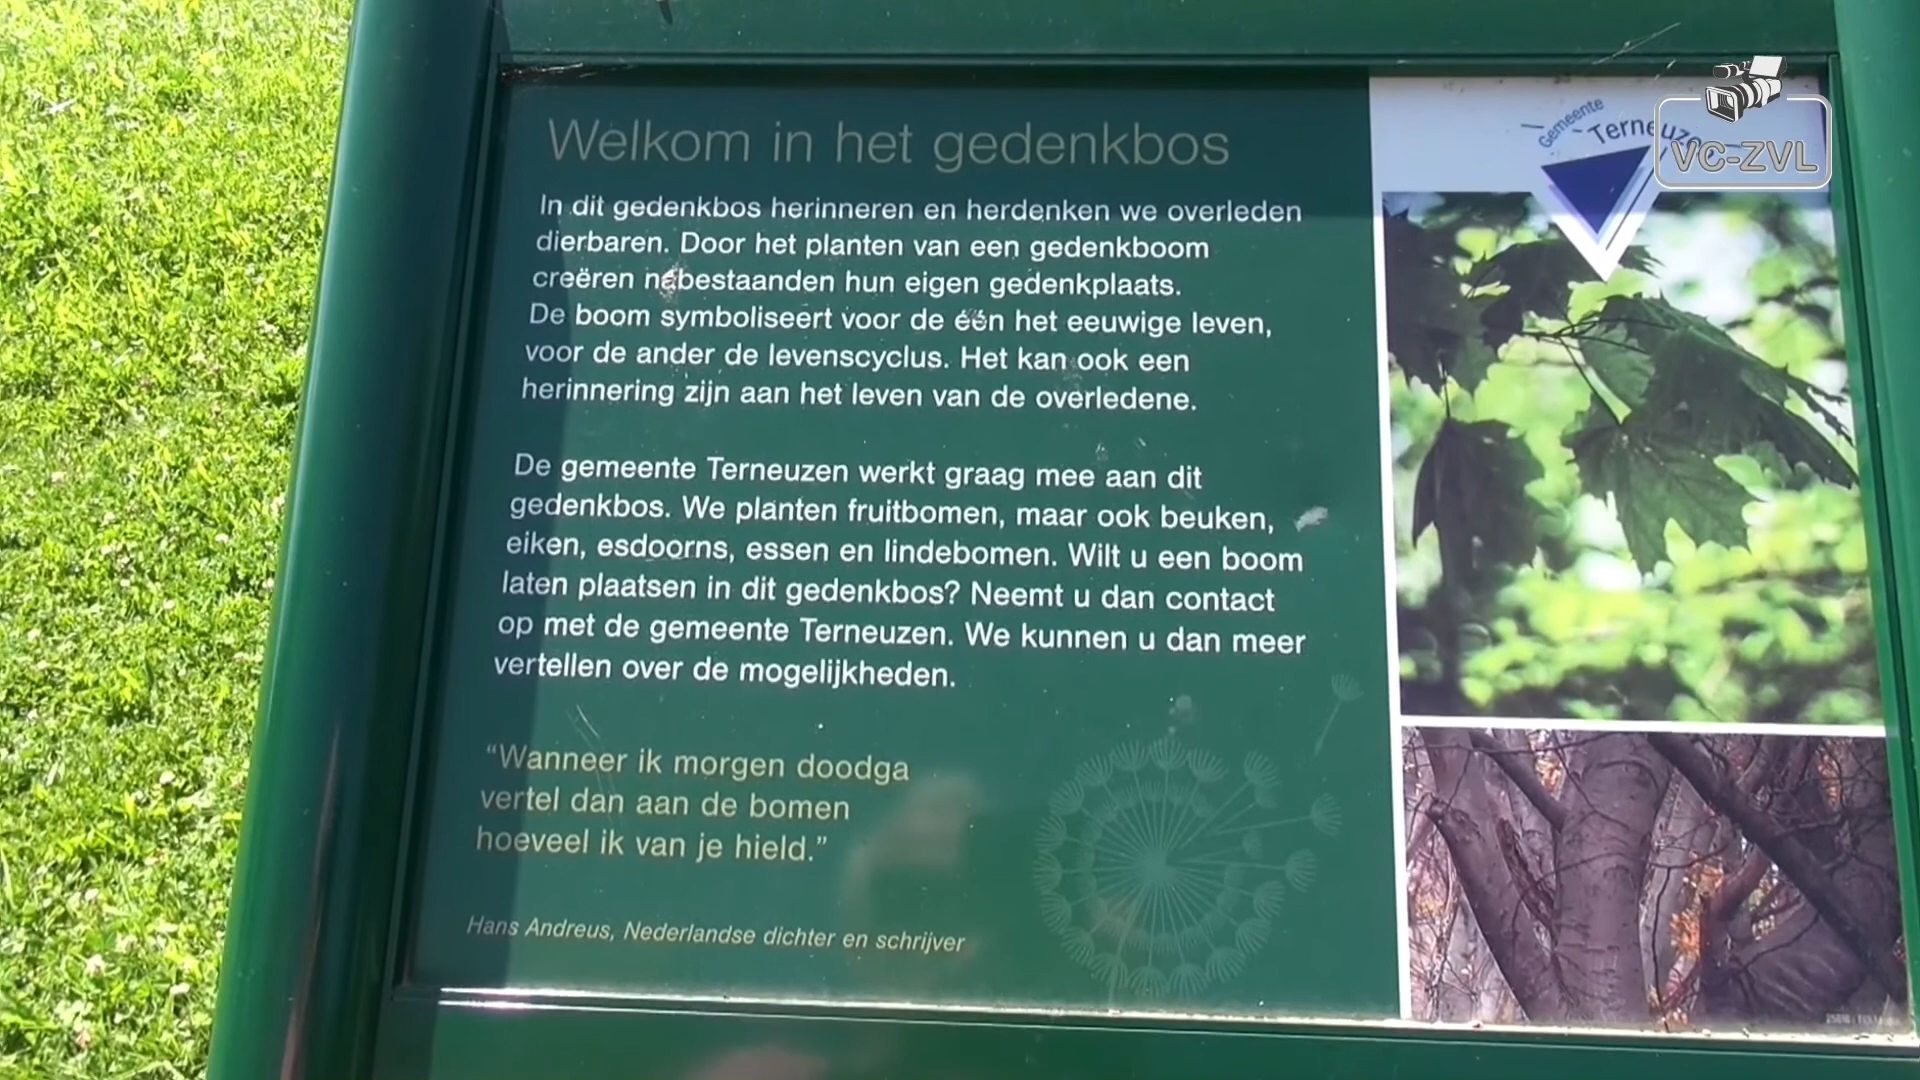 Welkom in het gedenkbos
In dit gedenkbos herinneren en herdenken we overleden
dierbaren. Door het planten van een gedenkboom
creëren nabestaanden hun eigen gedenkplaats.
De boom symboliseert voor de één het eeuwige leven,
voor de ander de levenscyclus. Het kan ook een
herinnering zijn aan het leven van de overledene.
De gemeente Terneuzen werkt graag mee aan dit
gedenkbos. We planten fruitbomen, maar ook beuken,
eiken, esdoorns, essen en lindebomen. Wilt u een boom
laten plaatsen in dit gedenkbos? Neemt u dan contact
op met de gemeente Terneuzen. We kunnen u dan meer
vertellen over de mogelijkheden.
“Wanneer ik morgen doodga
vertel dan aan de bomen
hoeveel ik van je hield.”
Hans Andreus, Nederlandse dichter en schrijver
Gemeente
Terneuzen
VC-ZVL